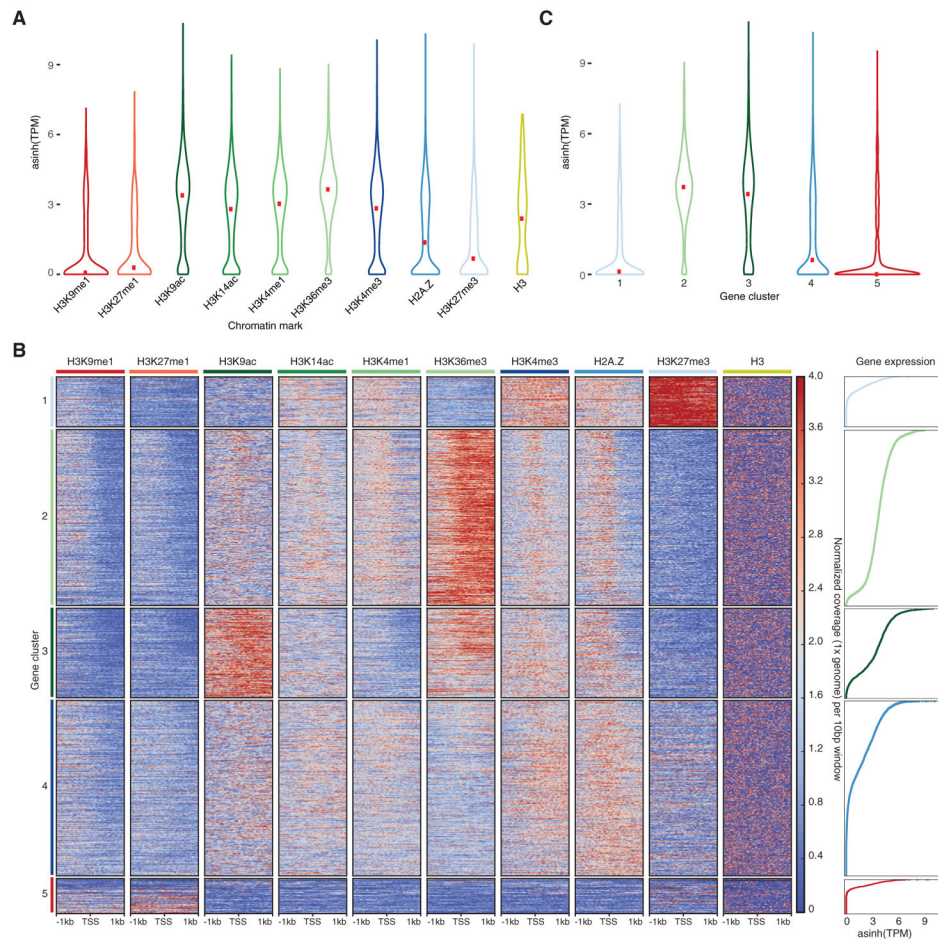 A
C
9
6
3
0
asinh(TPM)
H3K9me1
H3K27me1
H3K9ac
H3K14ac
H3K4me1
H3K36me3
H3K4me3
H2A.Z
H3K27me3
H3
Chromatin mark
9
6
3
0
asinh(TPM)
1 2 3 4 5
Gene cluster
B
H3K9me1 H3K27me1 H3K9ac H3K14ac H3K4me1 H3K36me3 H3K4me3 H2A.Z H3K27me3 H3
Gene expression
Gene cluster
1
2
3
4
5
4.0
3.6
3.2
2.8
2.4
2.0
1.6
1.2
0.8
0.4
0
Normalized coverage (1x genome) per 10bp window
-1kb TSS 1kb -1kb TSS 1kb -1kb TSS 1kb -1kb TSS 1kb -1kb TSS 1kb -1kb TSS 1kb -1kb TSS 1kb -1kb TSS 1kb -1kb TSS 1kb -1kb TSS 1kb
0 3 6 9
asinh(TPM)